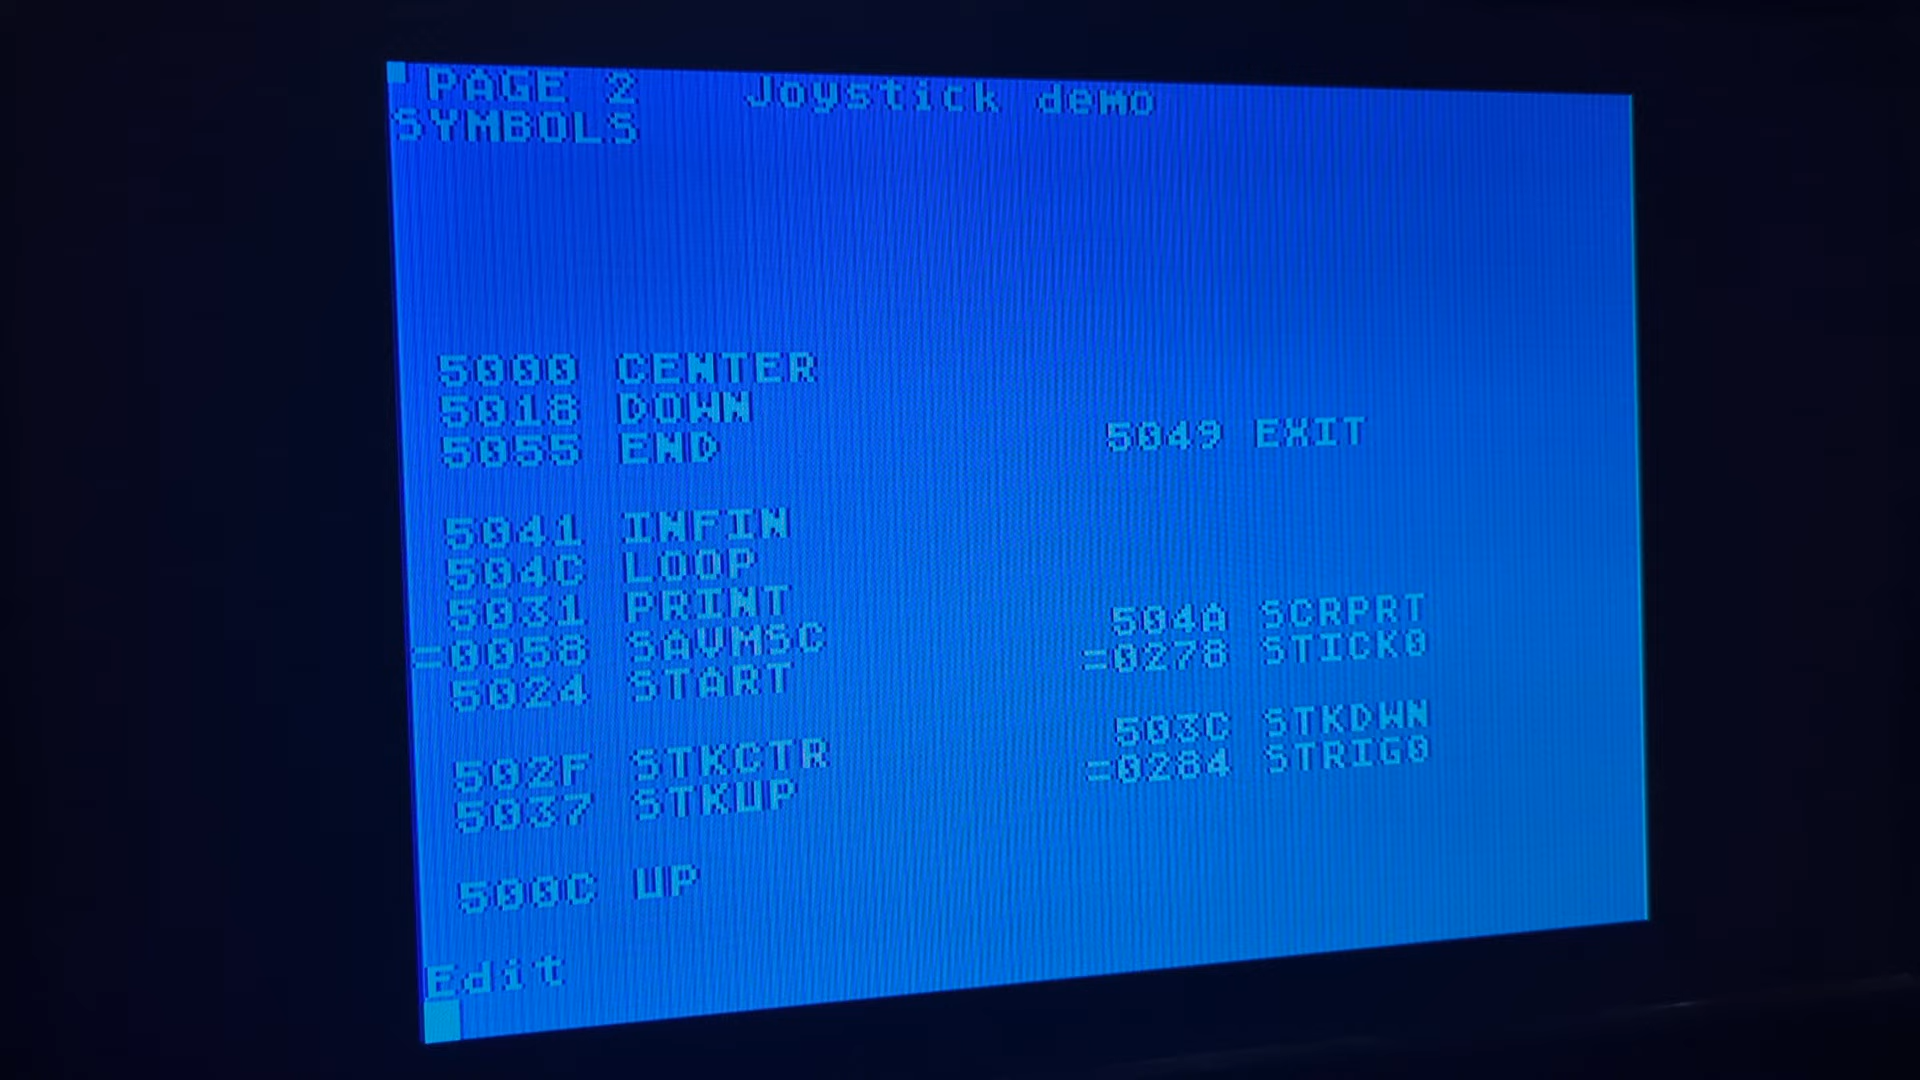 PAGE 2 Joystick demo
SYMBOLS
5000 CENTER
5018 DOWN
5055 END 5049 EXIT
5041 INFIN
504C LOOP
5031 PRINT 504A SCRPRT
=0058 SAVMSC =0278 STICK0
5024 START 503C STKDWN
502F STKCTR =0284 STRIG0
5037 STKUP
500C UP
Edit